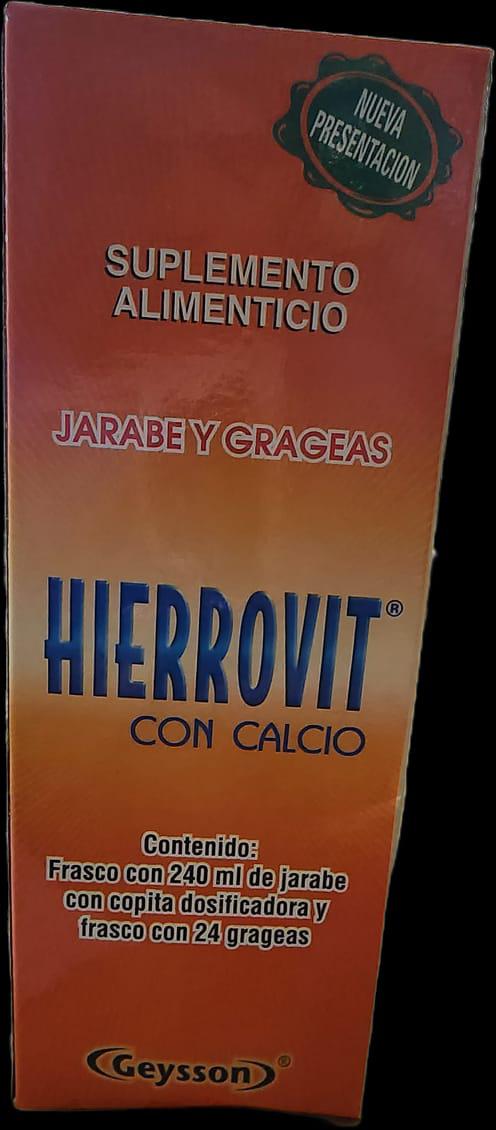 NUEVA
PRESENTACION
SUPLEMENTO
ALIMENTICIO
JARABE Y GRAGEAS
HIERROVIT®
CON CALCIO
Contenido:
Frasco con 240 ml de jarabe
con copita dosificadora y
frasco con 24 grageas
Geysson®